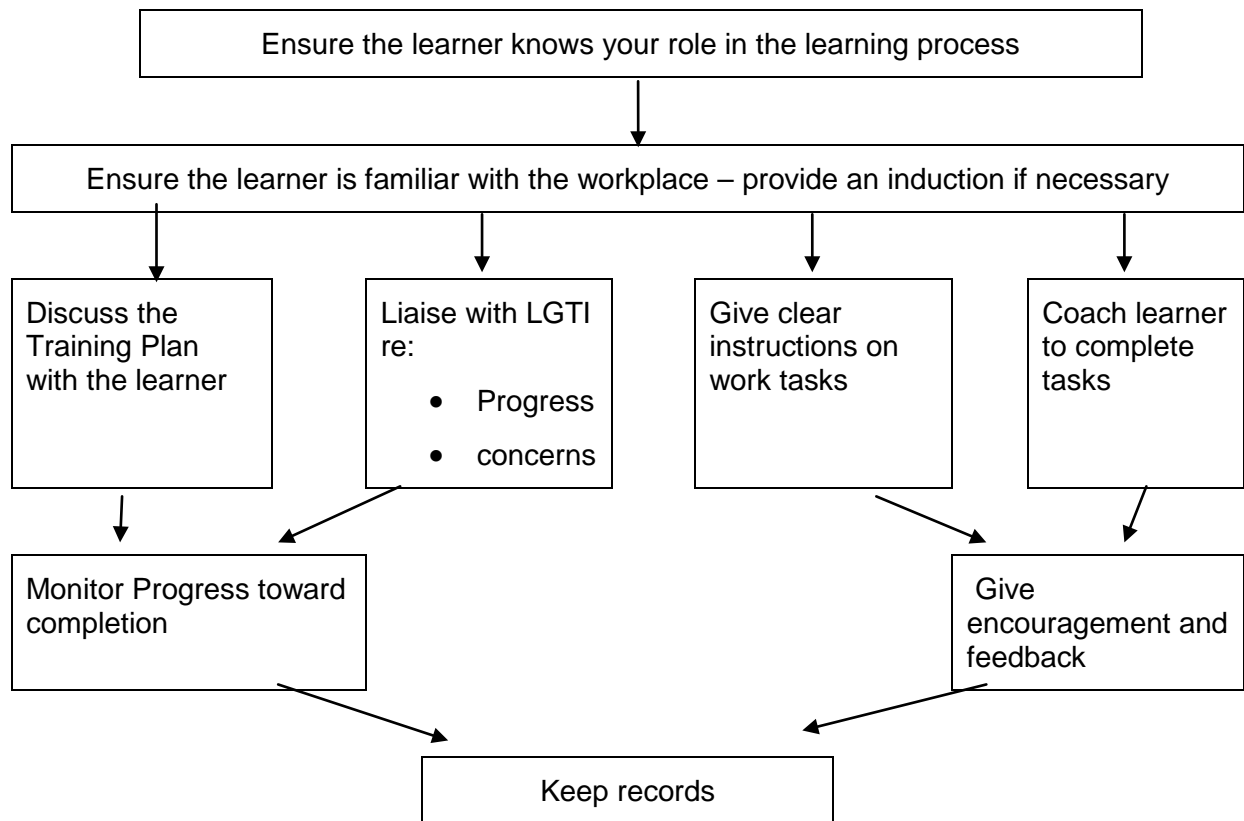 Ensure the learner knows your role in the learning process
Ensure the learner is familiar with the workplace – provide an induction if necessary
Discuss the
Training Plan
with the learner
Liaise with LGTI
re:
• Progress
• concerns
Give clear
instructions on
work tasks
Coach learner
to complete
tasks
Monitor Progress toward
completion
Give
encouragement and
feedback
Keep records